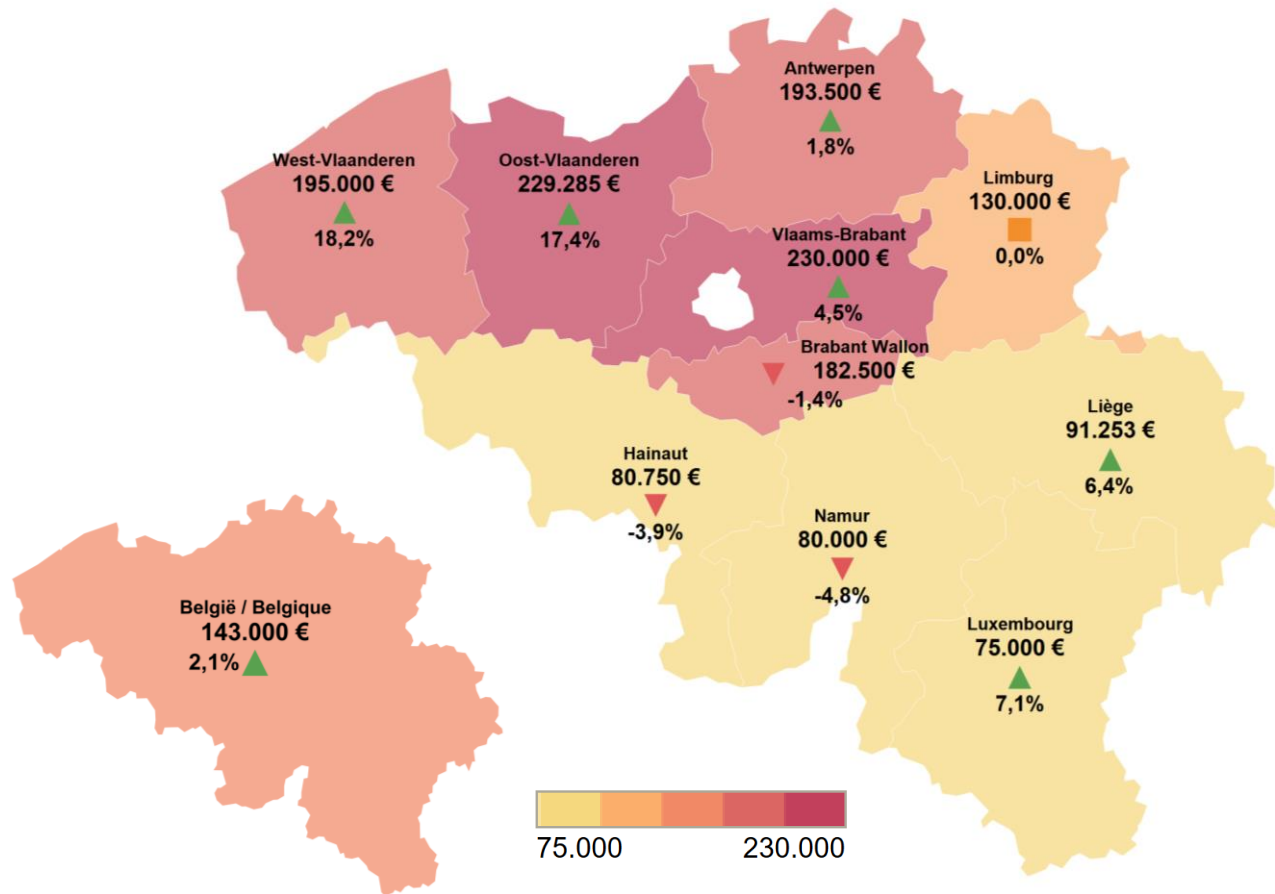 Antwerpen
193.500 €
1,8%
West-Vlaanderen
195.000 €
18,2%
Oost-Vlaanderen
229.285 €
17,4%
Limburg
130.000 €
0,0%
Vlaams-Brabant
230.000 €
4,5%
Brabant Wallon
182.500 €
-1,4%
Liège
91.253 €
6,4%
Hainaut
80.750 €
-3,9%
Namur
80.000 €
-4,8%
Luxembourg
75.000 €
7,1%
België / Belgique
143.000 €
2,1%
75.000
230.000